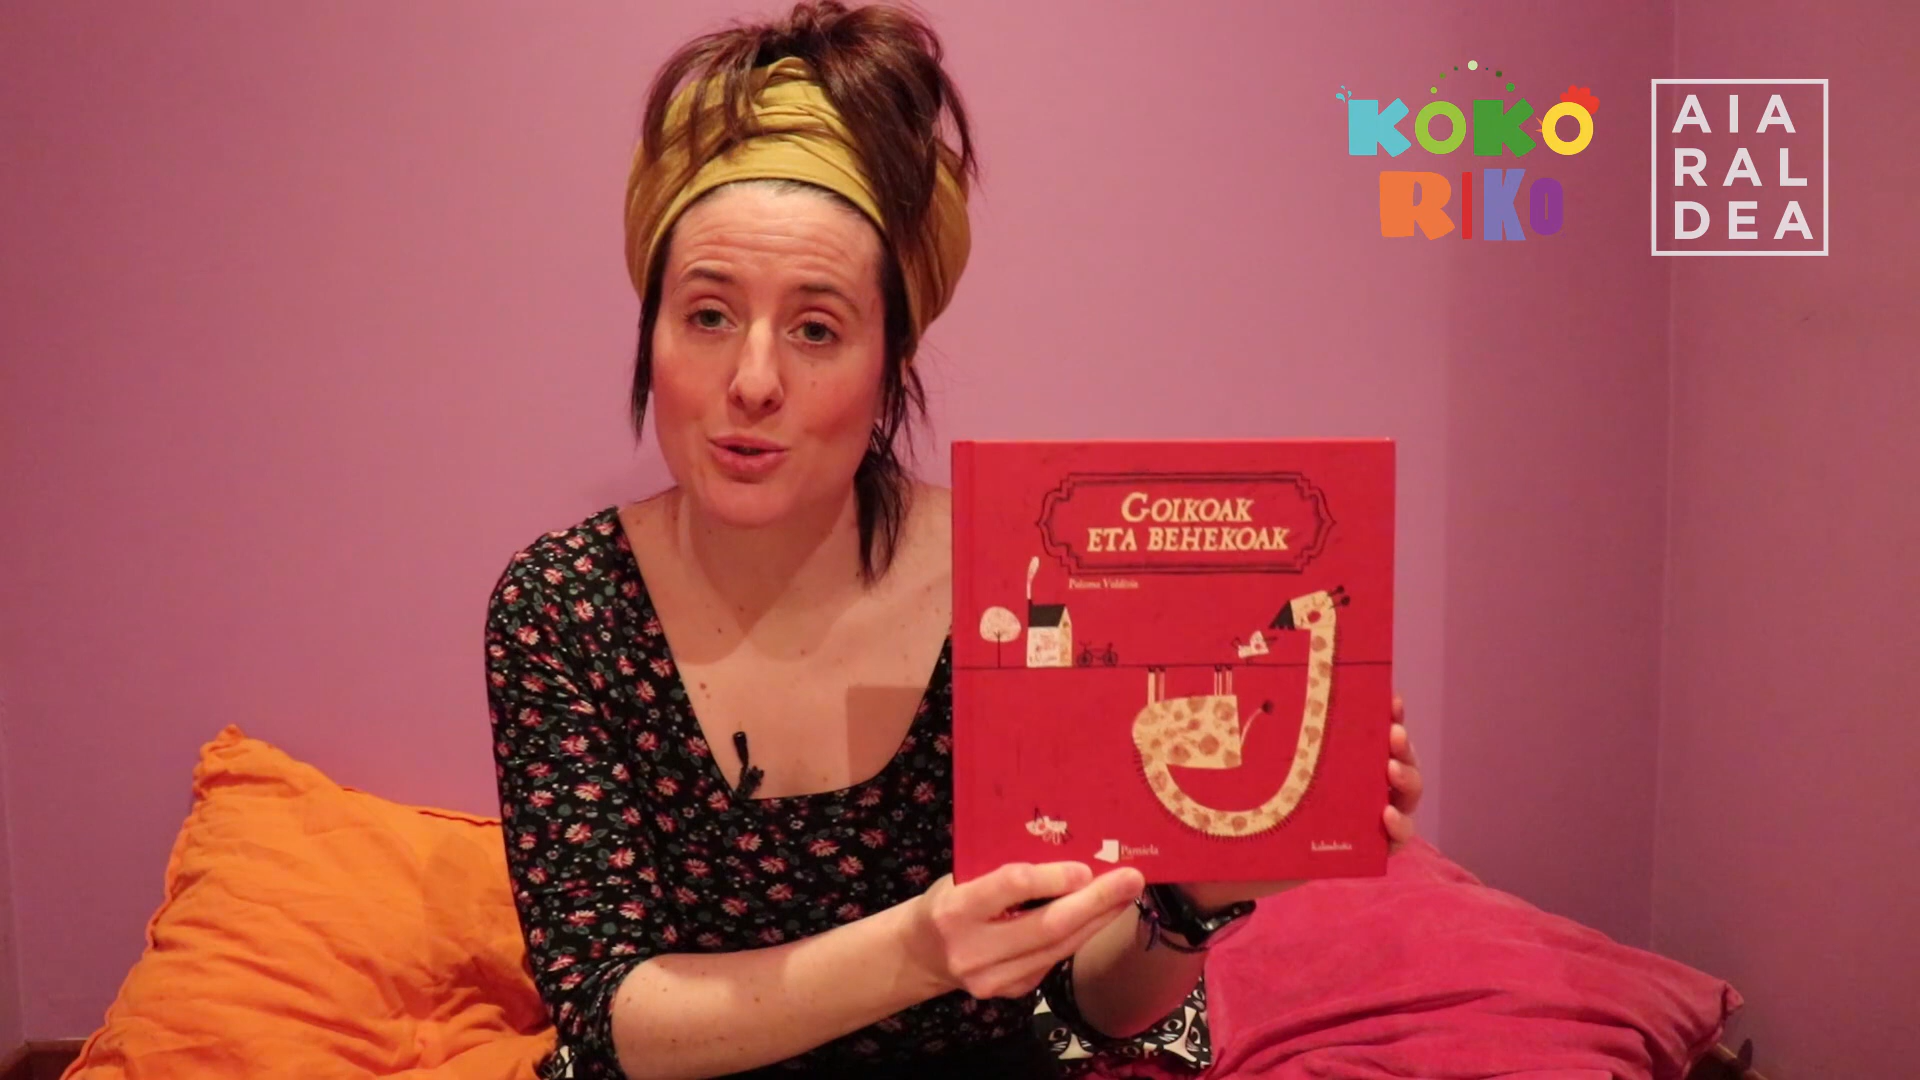 KOKO
RIKO
AIA
RAL
DEA
GOIKOAK
ETA BEHEKOAK
Paloma Valdivia
Pamiela
kalandraka